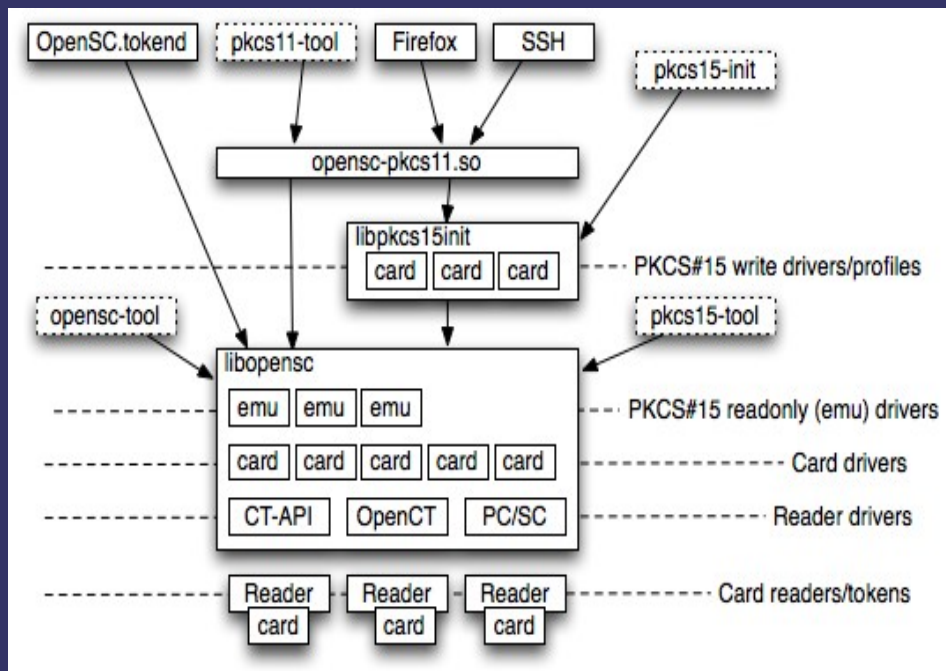 OpenSC.tokend
pkcs11-tool
Firefox
SSH
pkcs15-init
opensc-pkcs11.so
libpkcs15init
card card card
PKCS#15 write drivers/profiles
opensc-tool
pkcs15-tool
libopensc
emu emu emu
PKCS#15 readonly (emu) drivers
card card card card card
Card drivers
CT-API OpenCT PC/SC
Reader drivers
Reader Reader Reader
Card readers/tokens
card card card